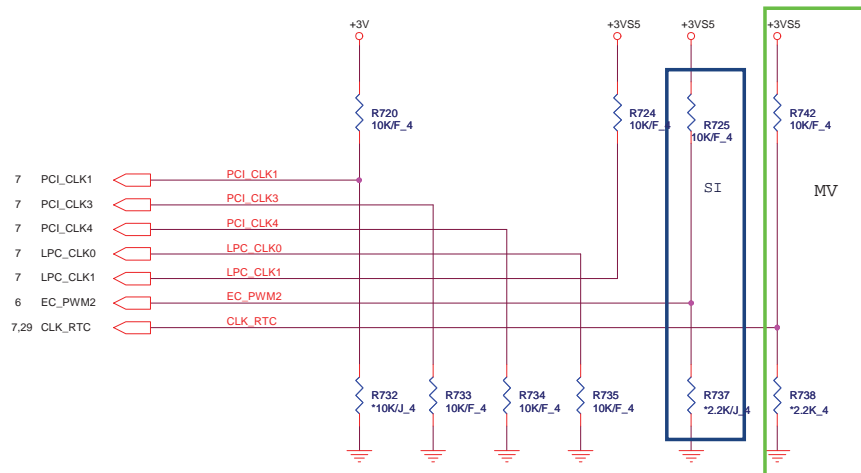 +3V
+3VS5
+3VS5
+3VS5
R720
10K/F_4
R724
10K/F_4
R725
10K/F_4
R742
10K/F_4
SI
MV
7 PCI_CLK1 PCI_CLK1
7 PCI_CLK3 PCI_CLK3
7 PCI_CLK4 PCI_CLK4
7 LPC_CLK0 LPC_CLK0
7 LPC_CLK1 LPC_CLK1
6 EC_PWM2 EC_PWM2
7,29 CLK_RTC CLK_RTC
R732
*10K/J_4
R733
10K/F_4
R734
10K/F_4
R735
10K/F_4
R737
*2.2K/J_4
R738
*2.2K_4